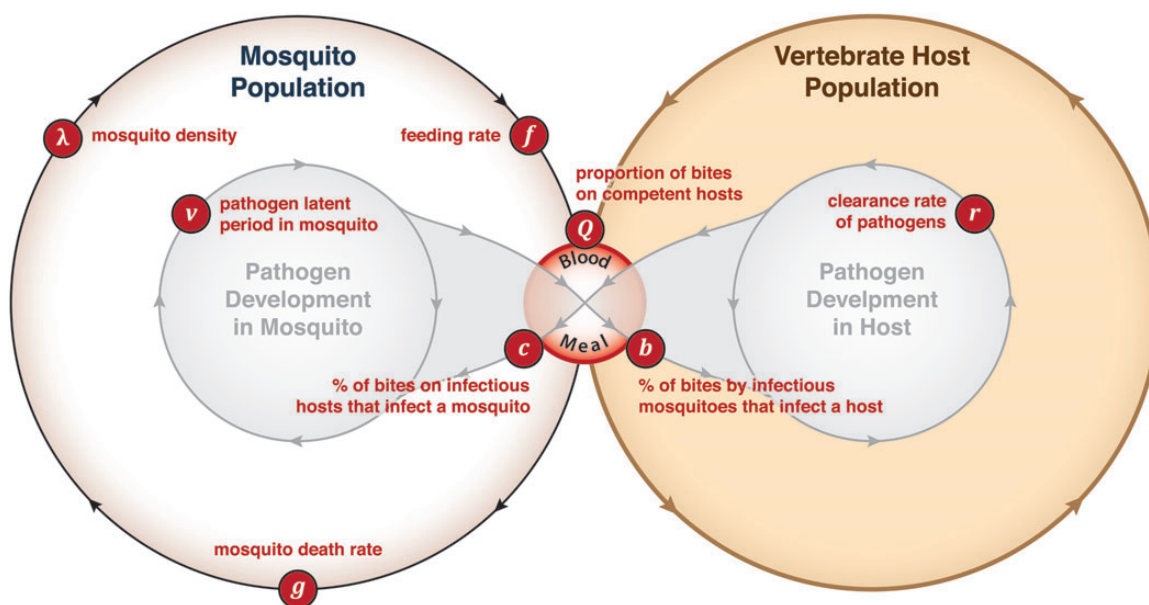 Mosquito
Population
Vertebrate Host
Population
λ
mosquito density
feeding rate
f
proportion of bites
on competent hosts
v
pathogen latent
period in mosquito
Q
clearance rate
of pathogens
r
Blood
Pathogen
Development
in Mosquito
Pathogen
Develpment
in Host
Meal
c
b
% of bites on infectious
hosts that infect a mosquito
% of bites by infectious
mosquitoes that infect a host
mosquito death rate
g